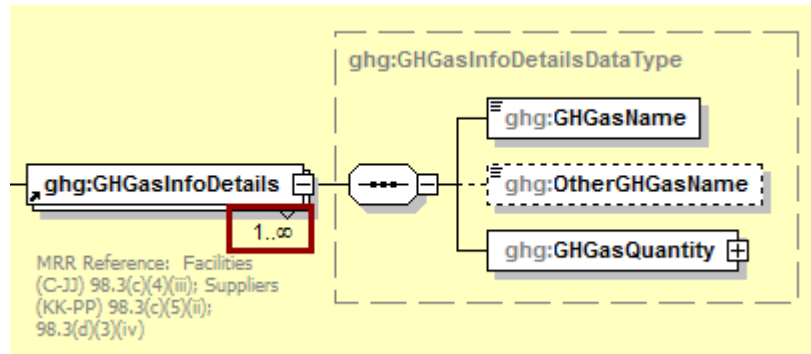 ghg:GHGasInfoDetailsDataType
ghg:GHGasName
ghg:GHGasInfoDetails
ghg:OtherGHGasName
1..∞
ghg:GHGasQuantity
MRR Reference: Facilities
(C-JJ) 98.3(c)(4)(iii); Suppliers
(KK-PP) 98.3(c)(5)(ii);
98.3(d)(3)(iv)